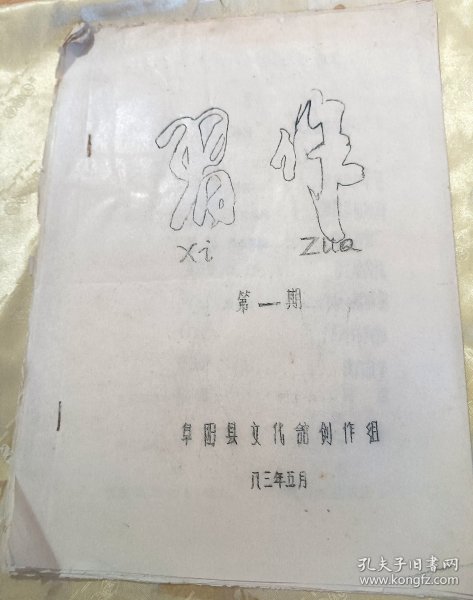 习作
Xi Zuo
第一期
阜阳县文化馆创作组
八三年五月
孔夫子旧书网
www.kongfz.com